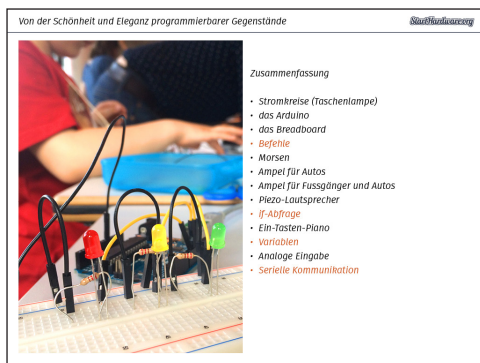 Von der Schönheit und Eleganz programmierbarer Gegenstände
StartHardware.org
Zusammenfassung
• Stromkreise (Taschenlampe)
• das Arduino
• das Breadboard
• Befehle
• Morsen
• Ampel für Autos
• Ampel für Fussgänger und Autos
• Piezo-Lautsprecher
• if-Abfrage
• Ein-Tasten-Piano
• Variablen
• Analoge Eingabe
• Serielle Kommunikation